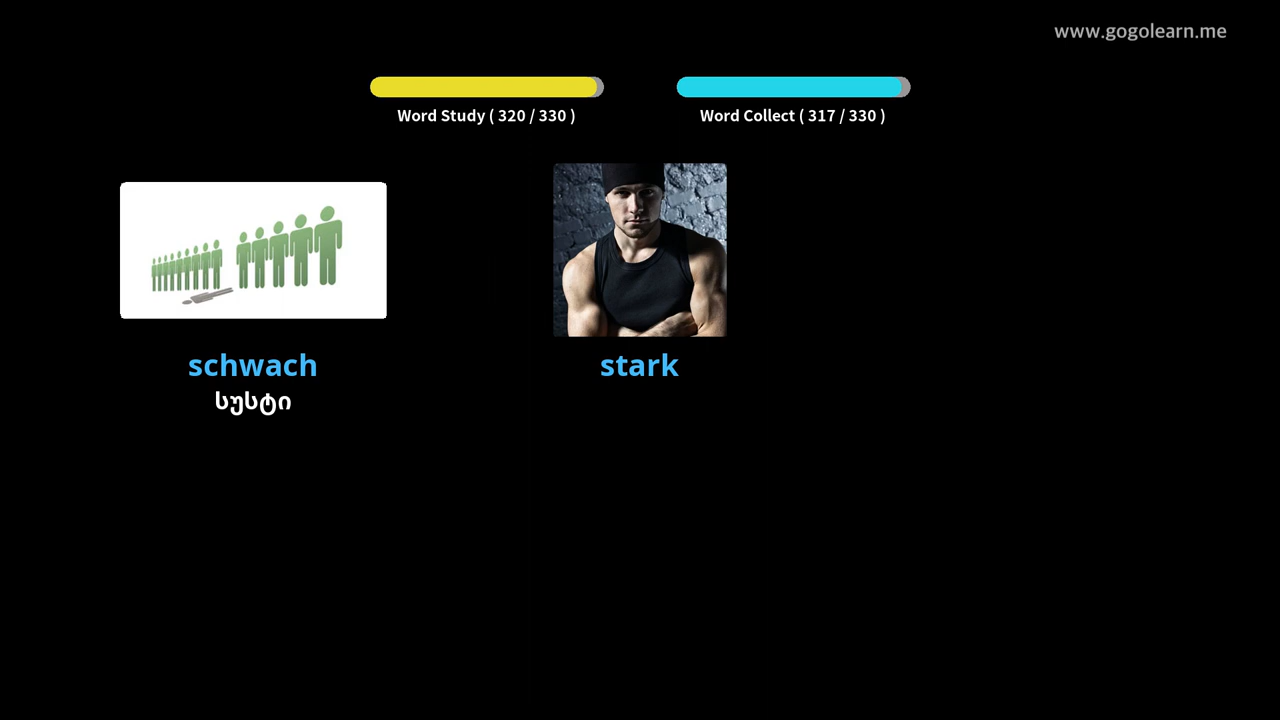 www.gogolearn.me
Word Study ( 320 / 330 )
Word Collect ( 317 / 330 )
schwach
სუსტი
stark